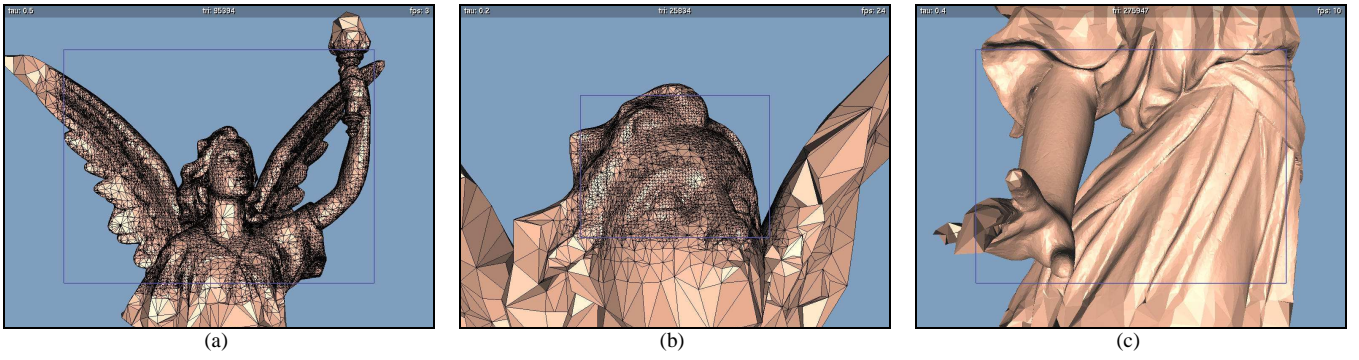 tau: 0.5 tri: 95394 fps: 3
tau: 0.2 tri: 25834 fps: 24
tau: 0.4 tri: 275947 fps: 10
(a) (b) (c)